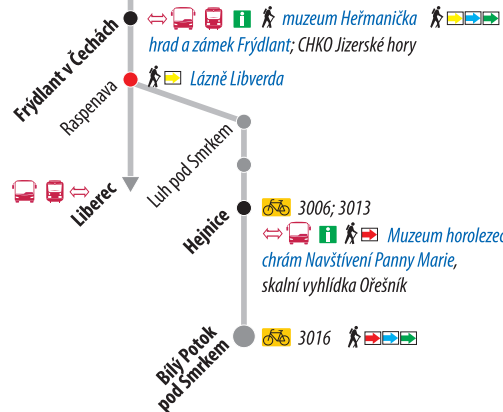 muzeum Heřmanička
hrad a zámek Frýdlant; CHKO Jizerské hory
Frýdlant v Čechách
Lázně Libverda
Raspenava
Luh pod Smrkem
Liberec
3006; 3013
Hejnice
Muzeum horolezec
chrám Navštívení Panny Marie,
skalní vyhlídka Ořešník
3016
Bílý Potok
pod Smrkem